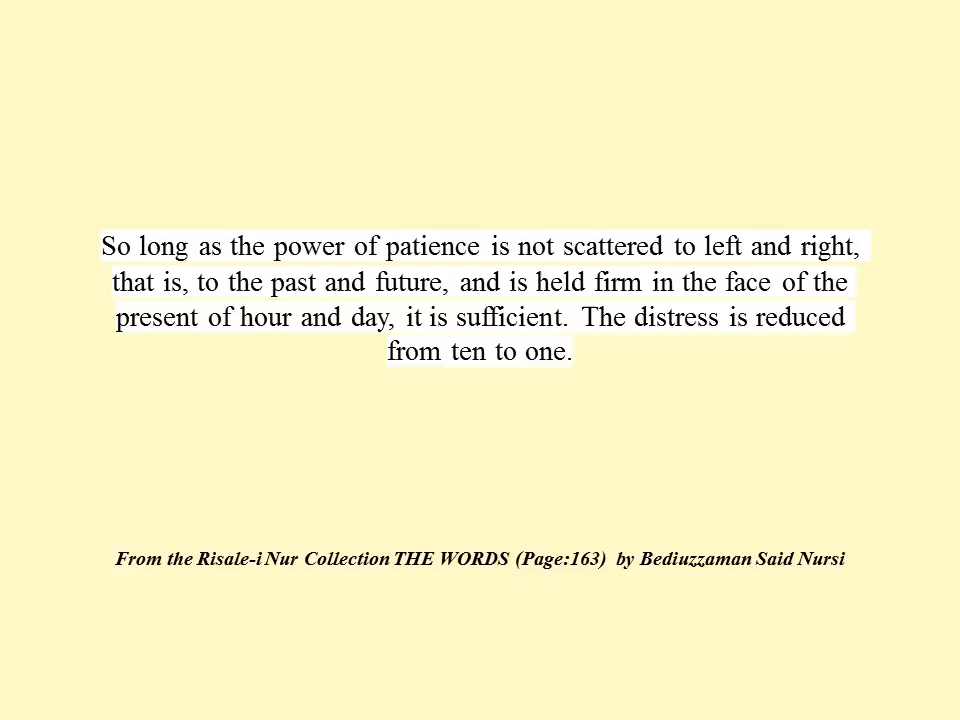 So long as the power of patience is not scattered to left and right,
that is, to the past and future, and is held firm in the face of the
present of hour and day, it is sufficient. The distress is reduced
from ten to one.
From the Risale-i Nur Collection THE WORDS (Page:163) by Bediuzzaman Said Nursi